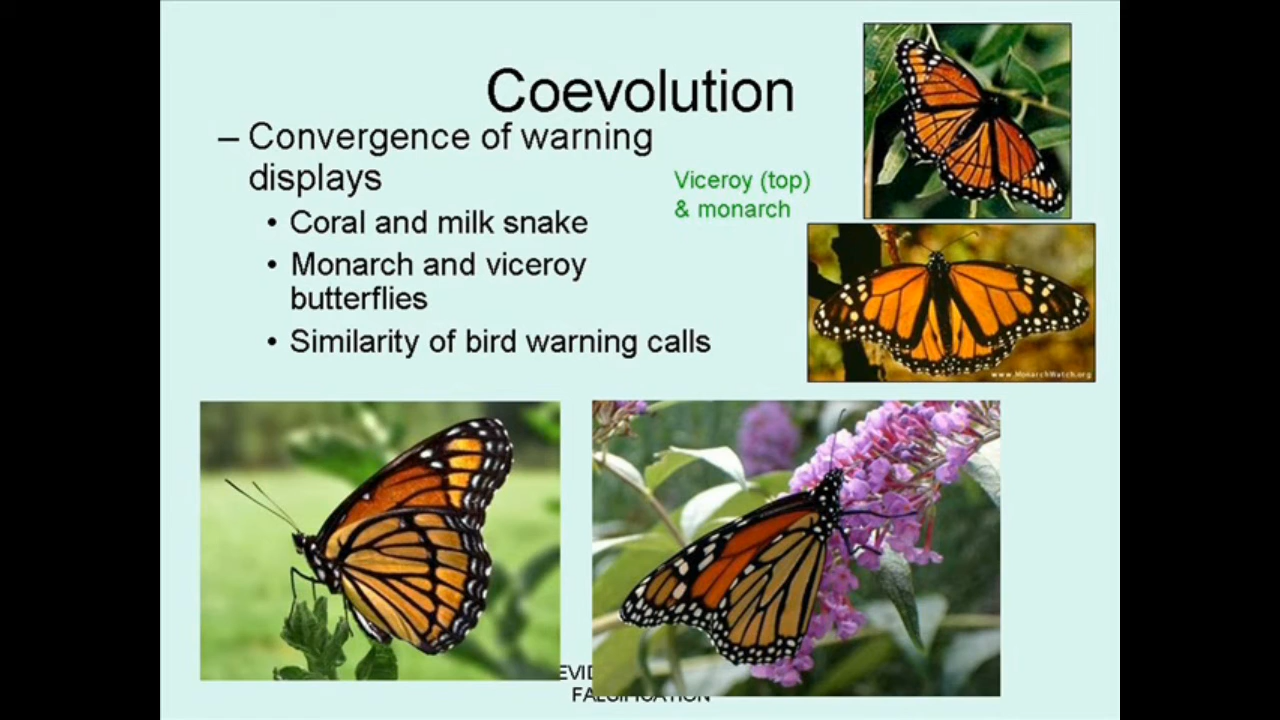 Coevolution
– Convergence of warning
displays
• Coral and milk snake
• Monarch and viceroy
butterflies
• Similarity of bird warning calls
Viceroy (top)
& monarch
www.MonarchWatch.org